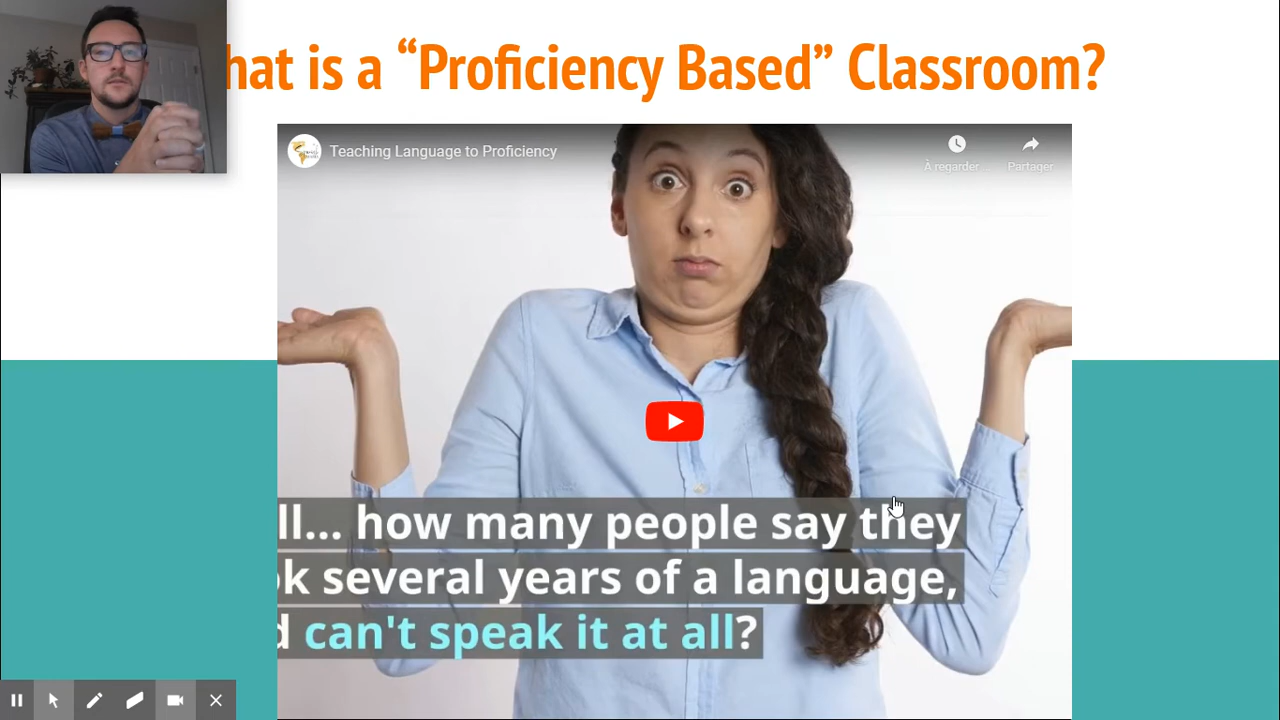 hat is a “Proficiency Based” Classroom?
Teaching Language to Proficiency
À regarder
Partager
ll... how many people say they
ok several years of a language,
d can't speak it at all?